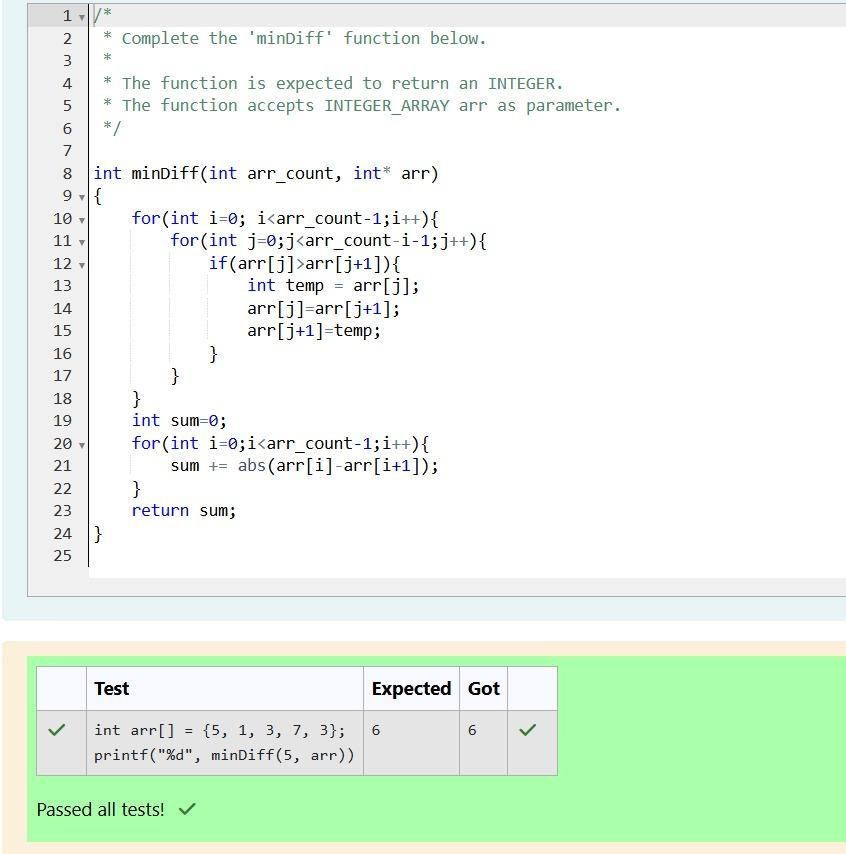 1 /*
2 * Complete the 'minDiff' function below.
3 *
4 * The function is expected to return an INTEGER.
5 * The function accepts INTEGER_ARRAY arr as parameter.
6 */
7
8 int minDiff(int arr_count, int* arr)
9 {
10 for(int i=0; i<arr_count-1;i++){
11 for(int j=0;j<arr_count-i-1;j++){
12 if(arr[j]>arr[j+1]){
13 int temp = arr[j];
14 arr[j]=arr[j+1];
15 arr[j+1]=temp;
16 }
17 }
18 }
19 int sum=0;
20 for(int i=0;i<arr_count-1;i++){
21 sum += abs(arr[i]-arr[i+1]);
22 }
23 return sum;
24 }
25
Test Expected Got
int arr[] = {5, 1, 3, 7, 3}; 6 6
printf("%d", minDiff(5, arr))
Passed all tests!